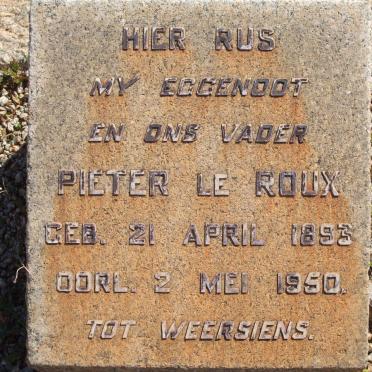 HIER RUS
MY EGGENOOT
EN ONS VADER
PIETER LE ROUX
GEB. 21 APRIL 1893
OORL. 2 MEI 1950.
TOT WEERSIENS.